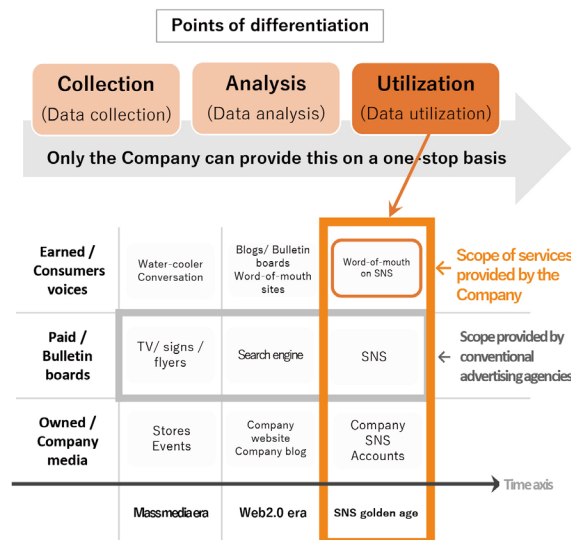 Points of differentiation
Collection
(Data collection)
Analysis
(Data analysis)
Utilization
(Data utilization)
Only the Company can provide this on a one-stop basis
Earned /
Consumers
voices
Water-cooler
Conversation
Blogs/ Bulletin
boards
Word-of-mouth
sites
Word-of-mouth
on SNS
Scope of services
provided by the
Company
Paid /
Bulletin
boards
TV/ signs /
flyers
Search engine
SNS
Scope provided by
conventional
advertising agencies
Owned /
Company
media
Stores
Events
Company
website
Company blog
Company
SNS
Accounts
Time axis
Mass media era
Web2.0 era
SNS golden age